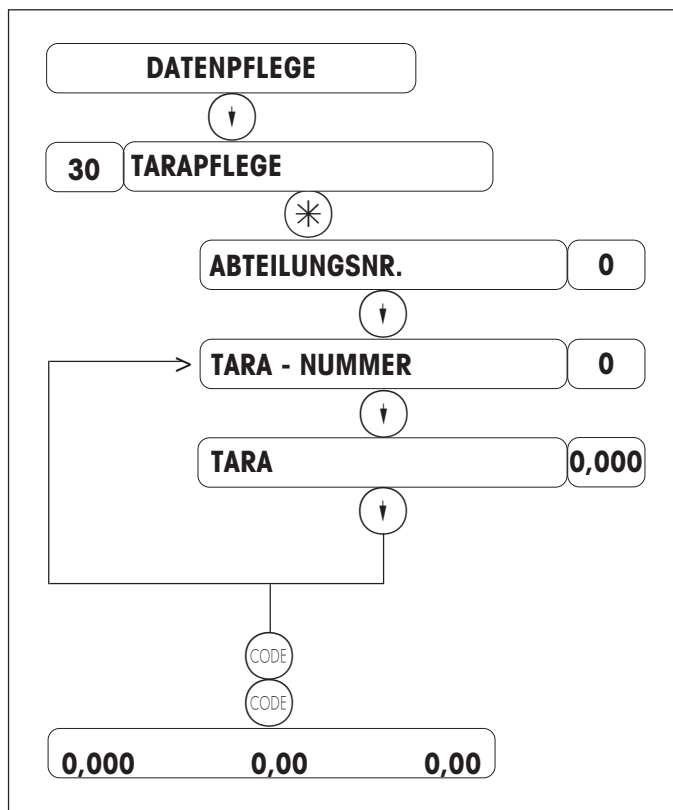 DATENPFLEGE
30 TARAPFLEGE
ABTEILUNGSNR. 0
TARA - NUMMER 0
TARA 0,000
CODE
CODE
0,000 0,00 0,00